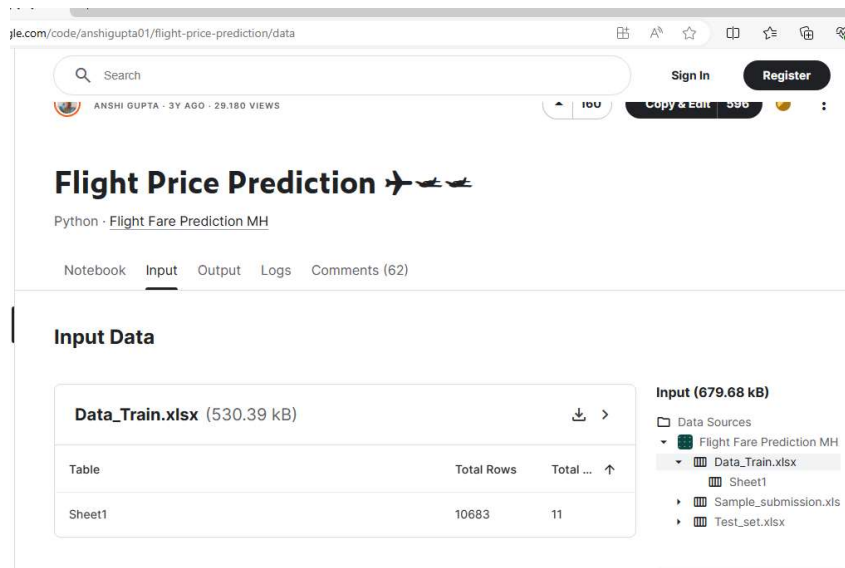 gle.com/code/anshigupta01/flight-price-prediction/data
Search
Sign In
Register
ANSHI GUPTA · 3Y AGO · 29.180 VIEWS
160
Copy & Edit
596
Flight Price Prediction
Python · Flight Fare Prediction MH
Notebook Input Output Logs Comments (62)
Input Data
Data_Train.xlsx (530.39 kB)
Table Total Rows Total ...
Sheet1 10683 11
Input (679.68 kB)
Data Sources
Flight Fare Prediction MH
Data_Train.xlsx
Sheet1
Sample_submission.xls
Test_set.xlsx